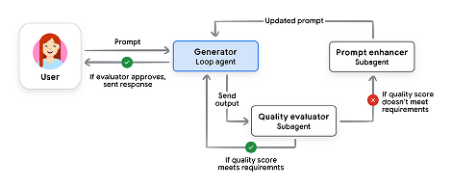 Updated prompt
Prompt
Generator
Loop agent
Prompt enhancer
Subagent
User
If evaluator approves,
sent response
Send
output
If quality score
doesn't meet
requirements
Quality evaluator
Subagent
If quality score
meets requiremnts